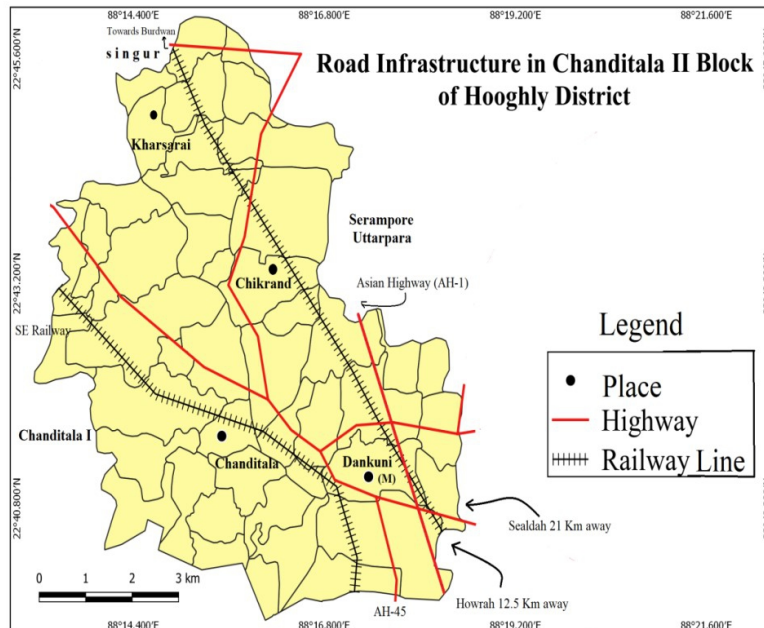 88°14.400'E 88°16.800'E 88°19.200'E 88°21.600'E
Road Infrastructure in Chanditala II Block
of Hooghly District
Towards Burdwan
singur
22°45.600'N
Kharsarai
Serampore
Uttarpara
22°43.200'N
Chikrand
Asian Highway (AH-1)
SE Railway
Legend
Place
Highway
Railway Line
Chanditala I
Chanditala
Dankuni
(M)
22°40.800'N
Sealdah 21 Km away
Howrah 12.5 Km away
0 1 2 3 km
AH-45
88°14.400'E 88°16.800'E 88°19.200'E 88°21.600'E